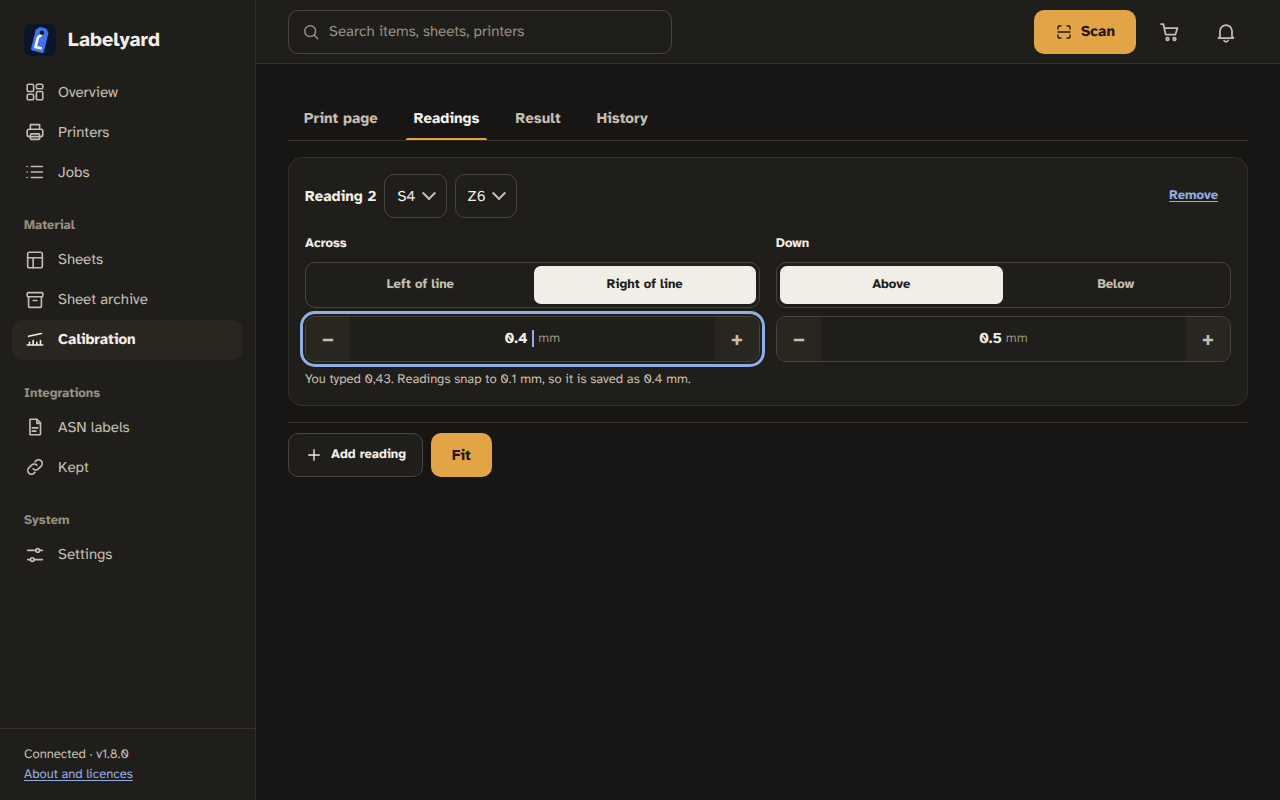 Labelyard
Search items, sheets, printers
Scan
Overview
Printers
Jobs
Material
Sheets
Sheet archive
Calibration
Integrations
ASN labels
Kept
System
Settings
Connected · v1.8.0
About and licences
Print page
Readings
Result
History
Reading 2
S4
Z6
Remove
Across
Down
Left of line
Right of line
Above
Below
− 0.4 mm +
− 0.5 mm +
You typed 0,43. Readings snap to 0.1 mm, so it is saved as 0.4 mm.
+ Add reading
Fit